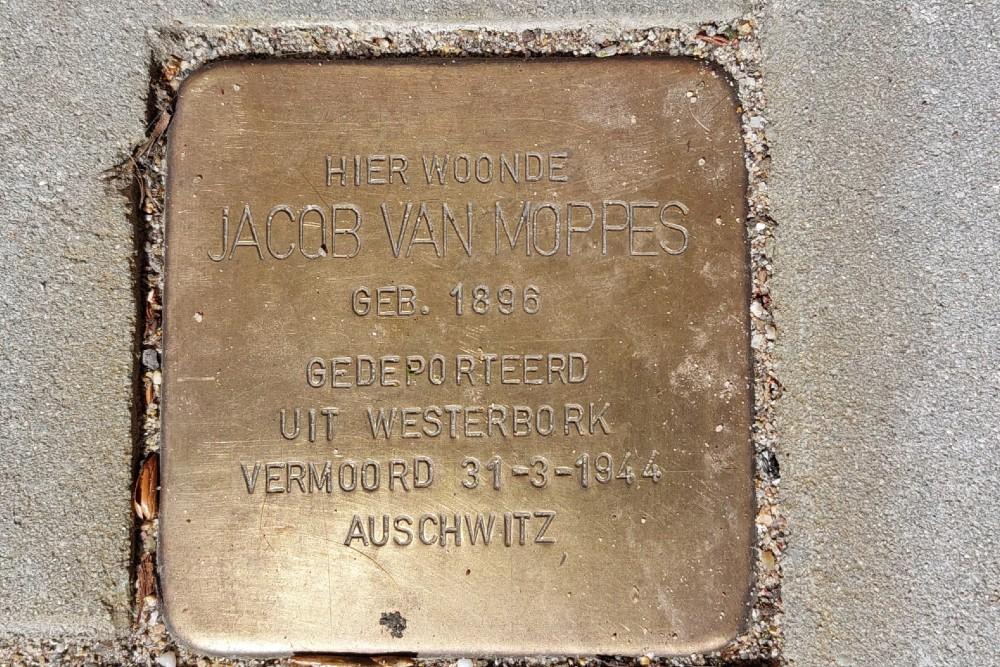 HIER WOONDE
JACOB VAN MOPPES
GEB. 1896
GEDEPORTEERD
UIT WESTERBORK
VERMOORD 31-3-1944
AUSCHWITZ